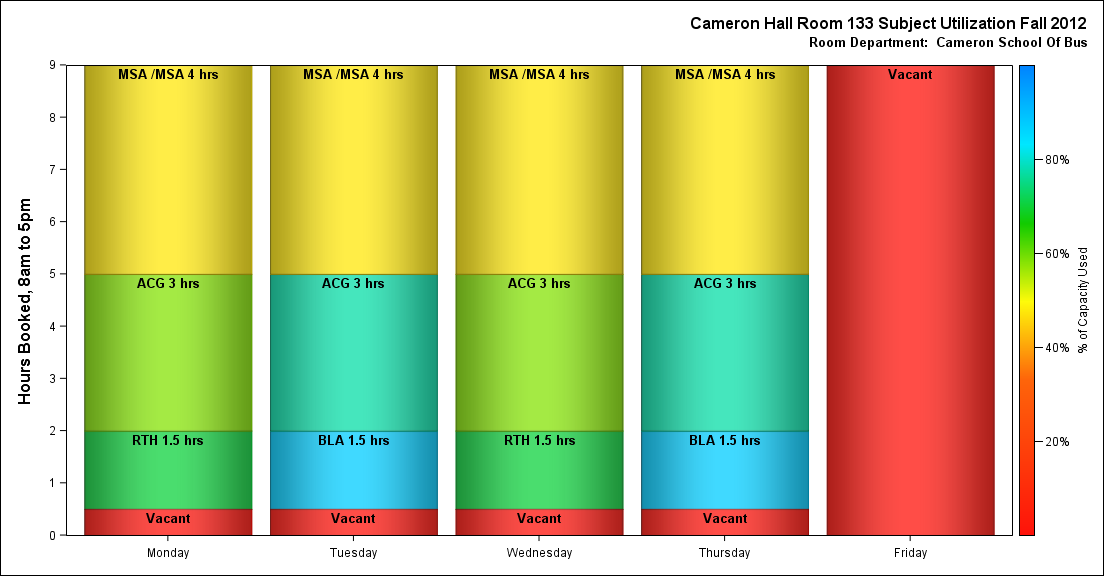 Cameron Hall Room 133 Subject Utilization Fall 2012
Room Department:  Cameron School Of Bus
Hours Booked, 8am to 5pm
9
8
7
6
5
4
3
2
1
0
MSA /MSA 4 hrs
ACG 3 hrs
RTH 1.5 hrs
Vacant
MSA /MSA 4 hrs
ACG 3 hrs
BLA 1.5 hrs
Vacant
MSA /MSA 4 hrs
ACG 3 hrs
RTH 1.5 hrs
Vacant
MSA /MSA 4 hrs
ACG 3 hrs
BLA 1.5 hrs
Vacant
Vacant
Monday
Tuesday
Wednesday
Thursday
Friday
80%
60%
40%
20%
% of Capacity Used